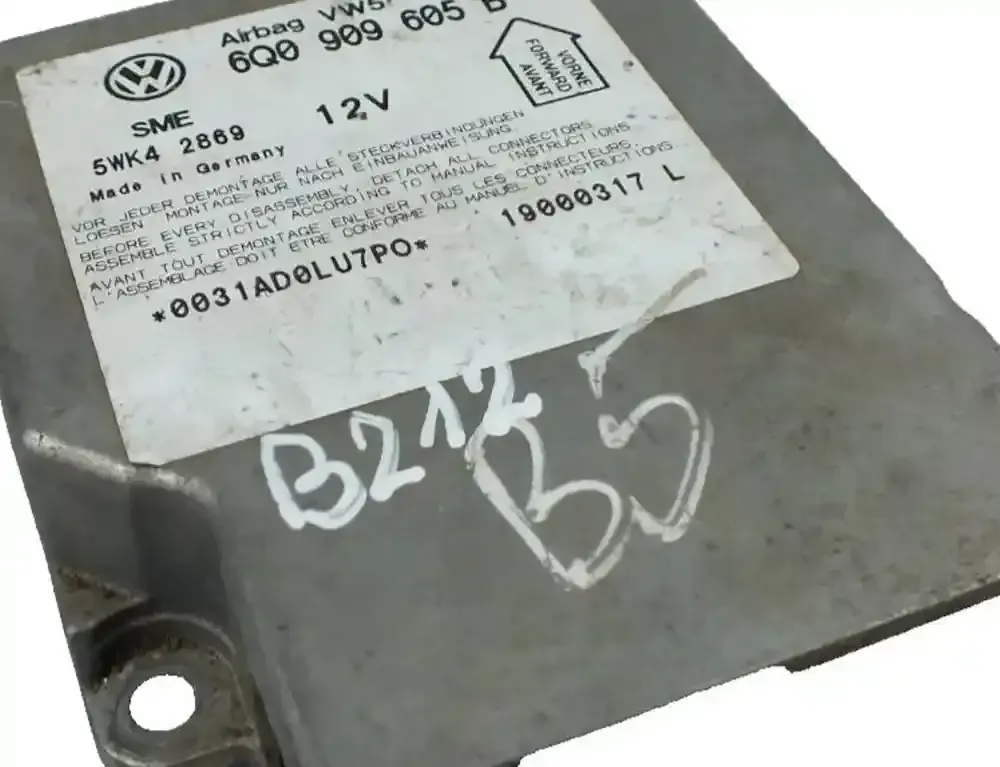 Airbag VW5
6Q0 909 605 B
VORNE
FORWARD
AVANT
SME
12V
5WK4 2869
Made in Germany
VOR JEDER DEMONTAGE ALLE STECKVERBINDUNGEN
LOESEN. MONTAGE NUR NACH EINBAUANWEISUNG.
BEFORE EVERY DISASSEMBLY, DETACH ALL CONNECTORS.
ASSEMBLE STRICTLY ACCORDING TO MANUAL INSTRUCTIONS.
AVANT TOUT DEMONTAGE ENLEVER TOUS LES CONNECTEURS.
L'ASSEMBLAGE DOIT ETRE CONFORME AU MANUEL D'INSTRUCTIONS.
*0031AD0LU7PO* 19000317 L
B212
B5